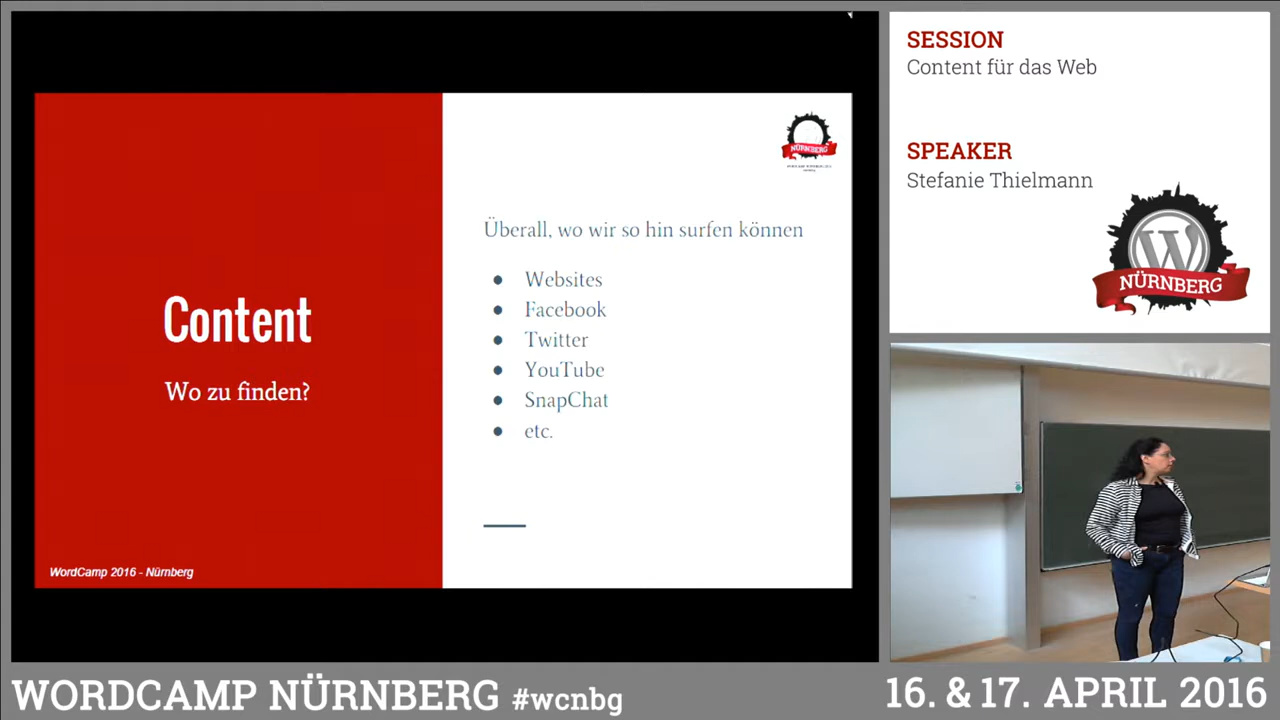 Content
Wo zu finden?
WordCamp 2016 - Nürnberg
NÜRNBERG
Überall, wo wir so hin surfen können
● Websites
● Facebook
● Twitter
● YouTube
● SnapChat
● etc.
SESSION
Content für das Web
SPEAKER
Stefanie Thielmann
W
NÜRNBERG
WORDCAMP NÜRNBERG #wcnbg
16. & 17. APRIL 2016